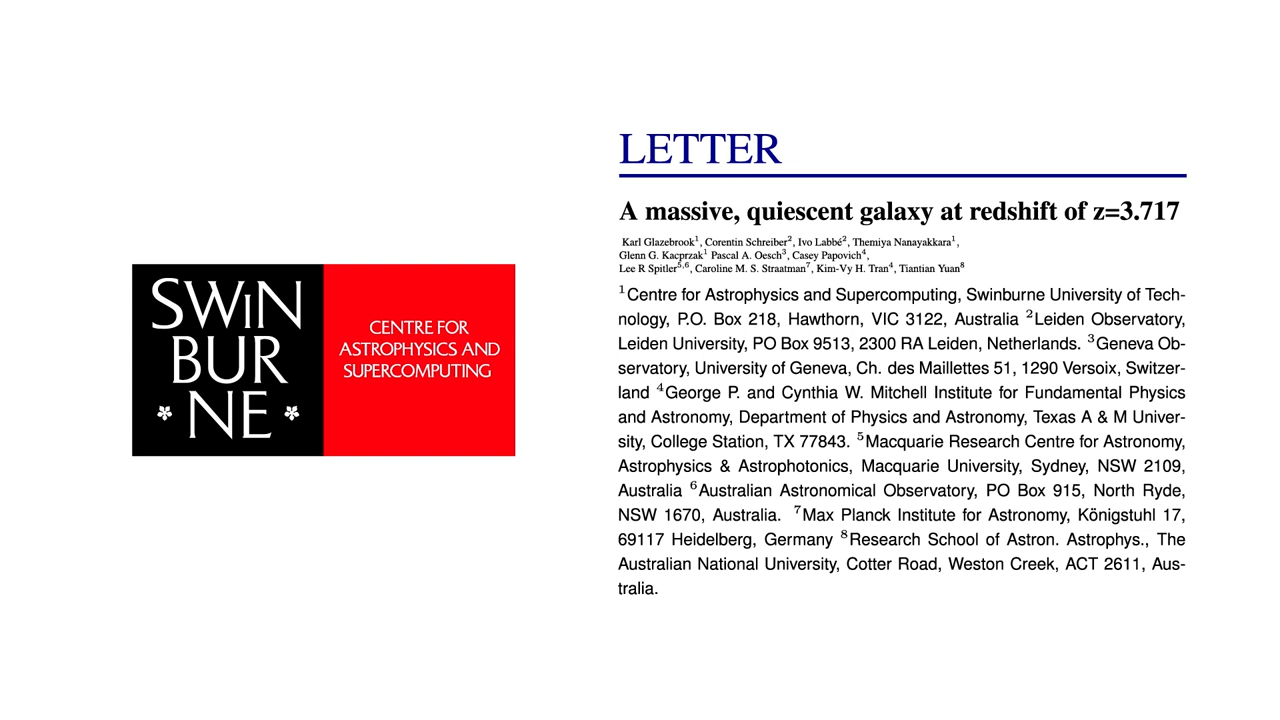 SWiN
BUR
NE
CENTRE FOR
ASTROPHYSICS AND
SUPERCOMPUTING
LETTER
A massive, quiescent galaxy at redshift of z=3.717
Karl Glazebrook¹, Corentin Schreiber², Ivo Labbé², Themiya Nanayakkara¹,
Glenn G. Kacprzak¹ Pascal A. Oesch³, Casey Papovich⁴,
Lee R Spitler⁵,⁶, Caroline M. S. Straatman⁷, Kim-Vy H. Tran⁴, Tiantian Yuan⁸
¹Centre for Astrophysics and Supercomputing, Swinburne University of Tech-
nology, P.O. Box 218, Hawthorn, VIC 3122, Australia ²Leiden Observatory,
Leiden University, PO Box 9513, 2300 RA Leiden, Netherlands. ³Geneva Ob-
servatory, University of Geneva, Ch. des Maillettes 51, 1290 Versoix, Switzer-
land ⁴George P. and Cynthia W. Mitchell Institute for Fundamental Physics
and Astronomy, Department of Physics and Astronomy, Texas A & M Univer-
sity, College Station, TX 77843. ⁵Macquarie Research Centre for Astronomy,
Astrophysics & Astrophotonics, Macquarie University, Sydney, NSW 2109,
Australia ⁶Australian Astronomical Observatory, PO Box 915, North Ryde,
NSW 1670, Australia. ⁷Max Planck Institute for Astronomy, Königstuhl 17,
69117 Heidelberg, Germany ⁸Research School of Astron. Astrophys., The
Australian National University, Cotter Road, Weston Creek, ACT 2611, Aus-
tralia.